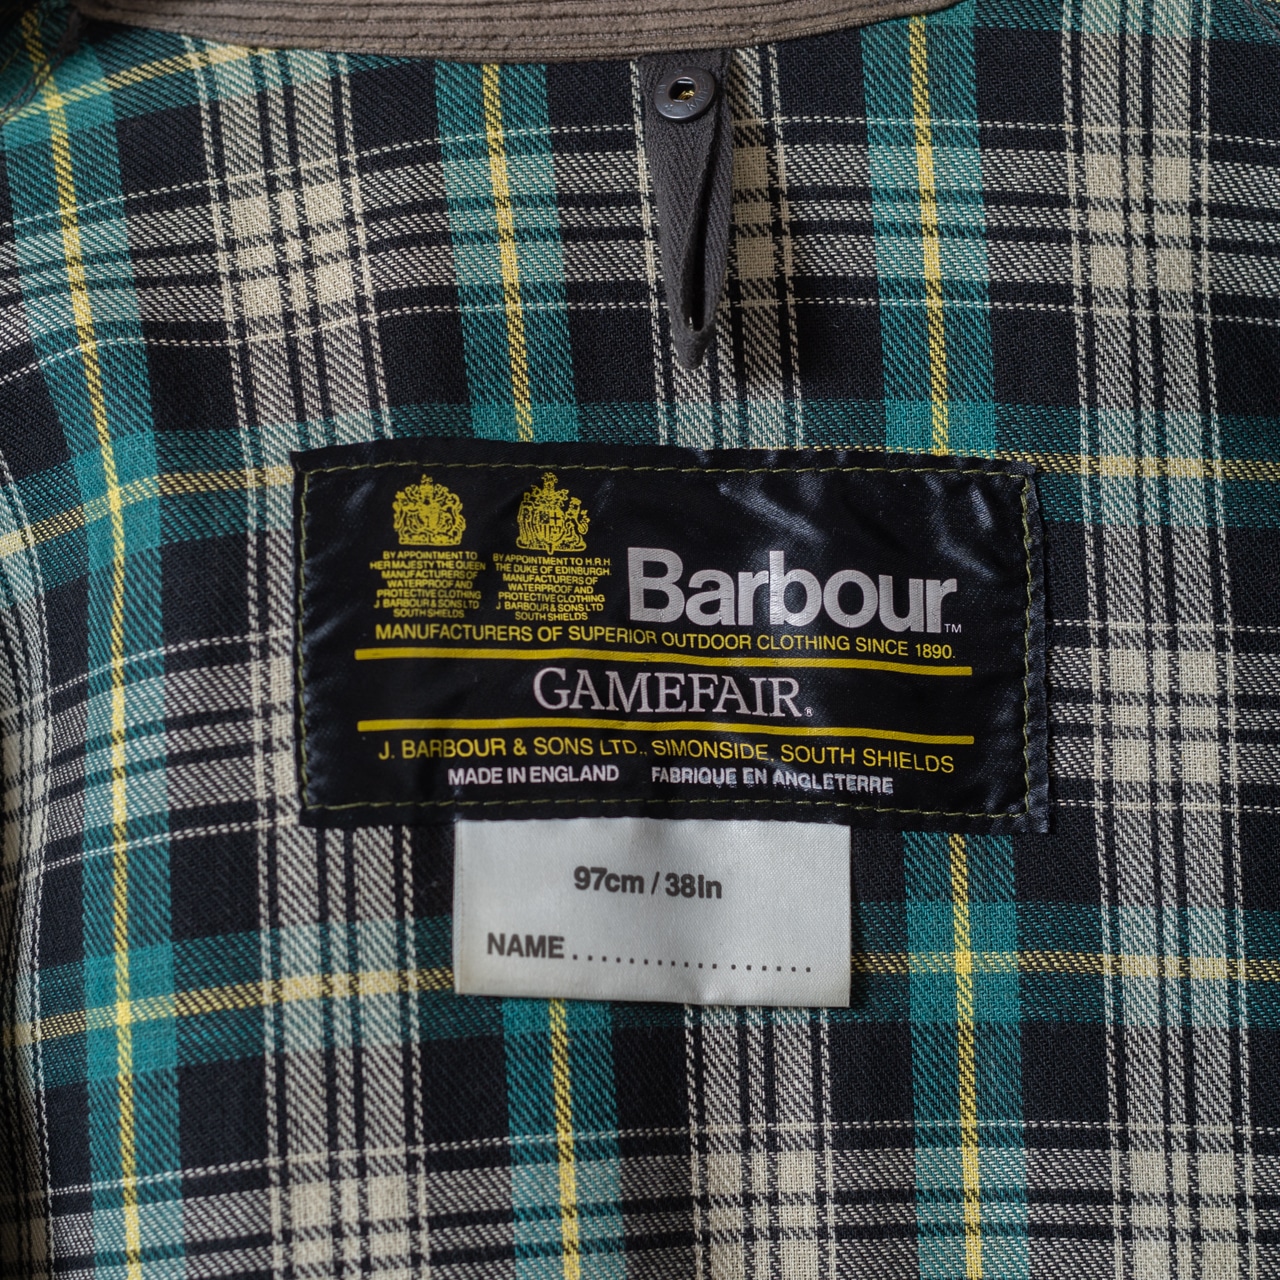 BY APPOINTMENT TO
HER MAJESTY THE QUEEN
MANUFACTURERS OF
WATERPROOF AND
PROTECTIVE CLOTHING
J BARBOUR & SONS LTD
SOUTH SHIELDS
BY APPOINTMENT TO H.R.H.
THE DUKE OF EDINBURGH
MANUFACTURERS OF
WATERPROOF AND
PROTECTIVE CLOTHING
J BARBOUR & SONS LTD
SOUTH SHIELDS
Barbour™
MANUFACTURERS OF SUPERIOR OUTDOOR CLOTHING SINCE 1890.
GAMEFAIR®
J. BARBOUR & SONS LTD., SIMONSIDE, SOUTH SHIELDS
MADE IN ENGLAND FABRIQUE EN ANGLETERRE
97cm / 38In
NAME.................